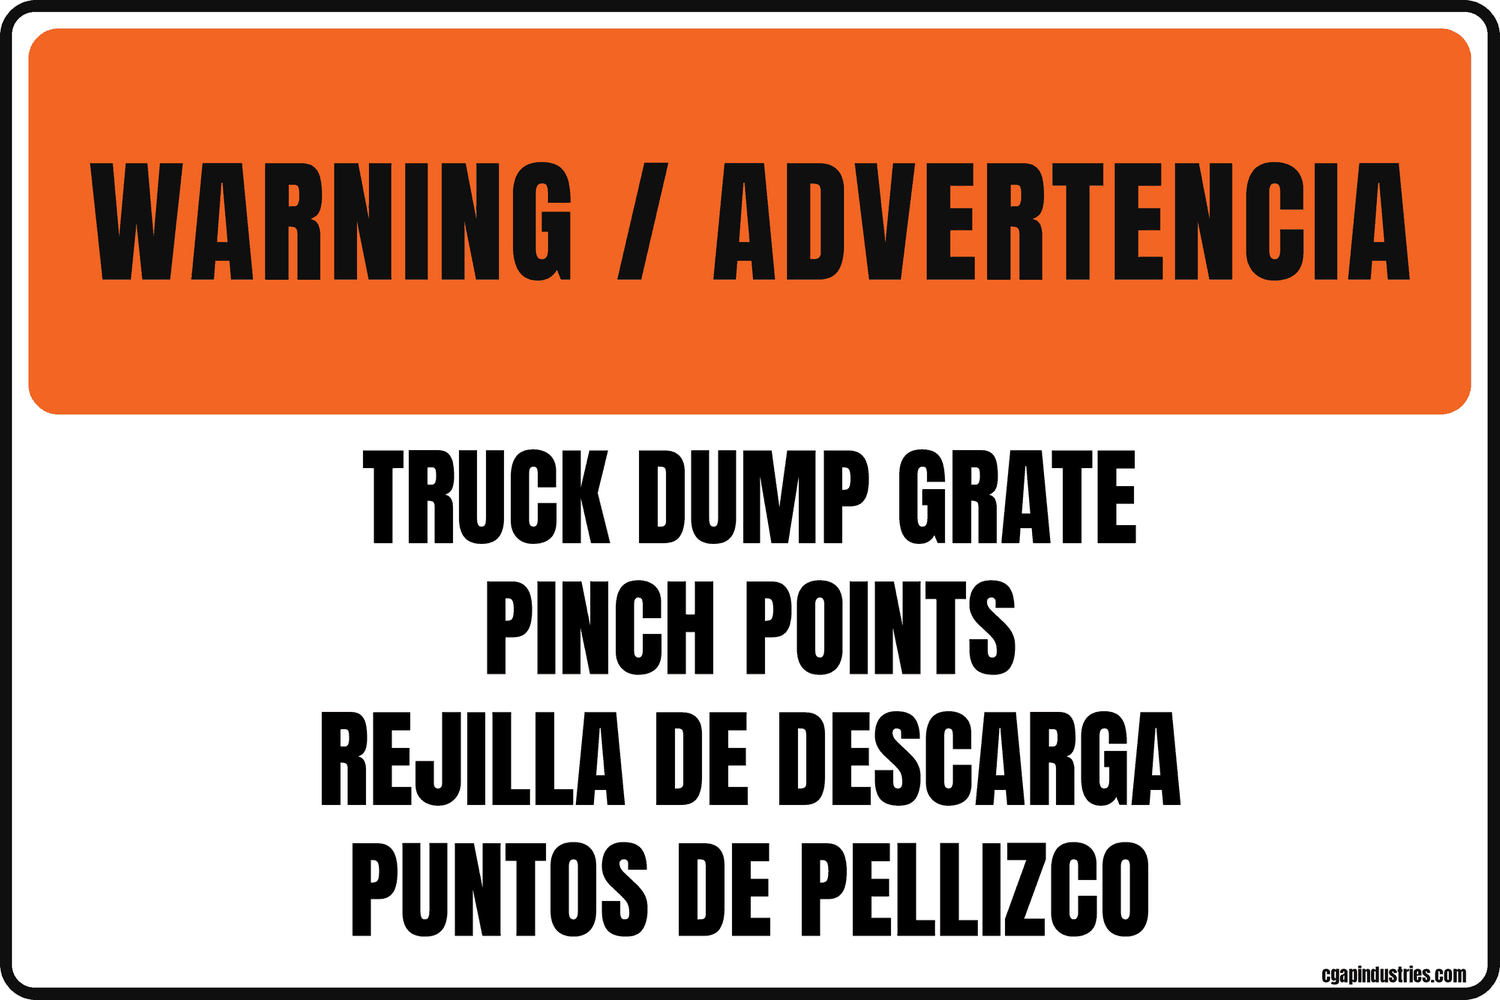 WARNING / ADVERTENCIA
TRUCK DUMP GRATE
PINCH POINTS
REJILLA DE DESCARGA
PUNTOS DE PELLIZCO
cgapindustries.com